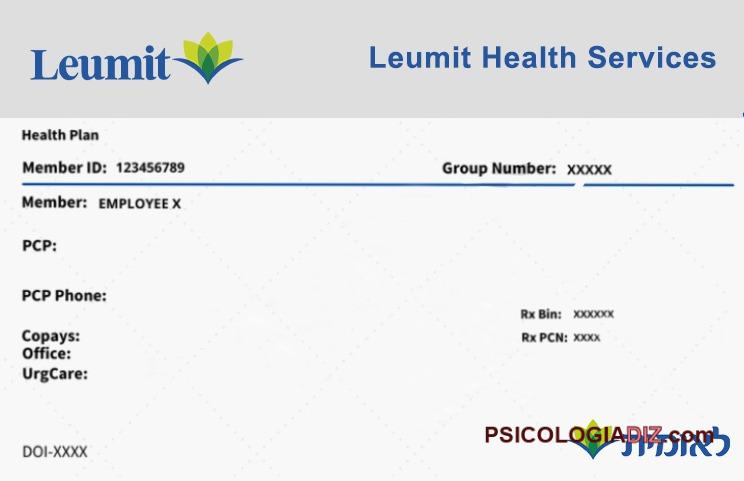 Leumit
Leumit Health Services
Health Plan
Member ID: 123456789
Group Number: XXXXX
Member: EMPLOYEE X
PCP:
PCP Phone:
Rx Bin: XXXXXX
Rx PCN: XXXX
Copays:
Office:
UrgCare:
PSICOLOGIADIZ.com
לאומית
DOI-XXXX